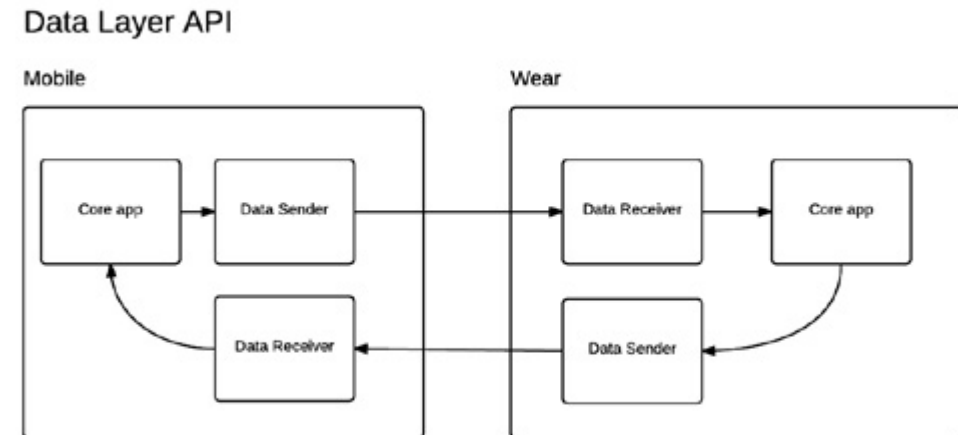 Data Layer API
Mobile
Wear
Core app
Data Sender
Data Receiver
Core app
Data Receiver
Data Sender